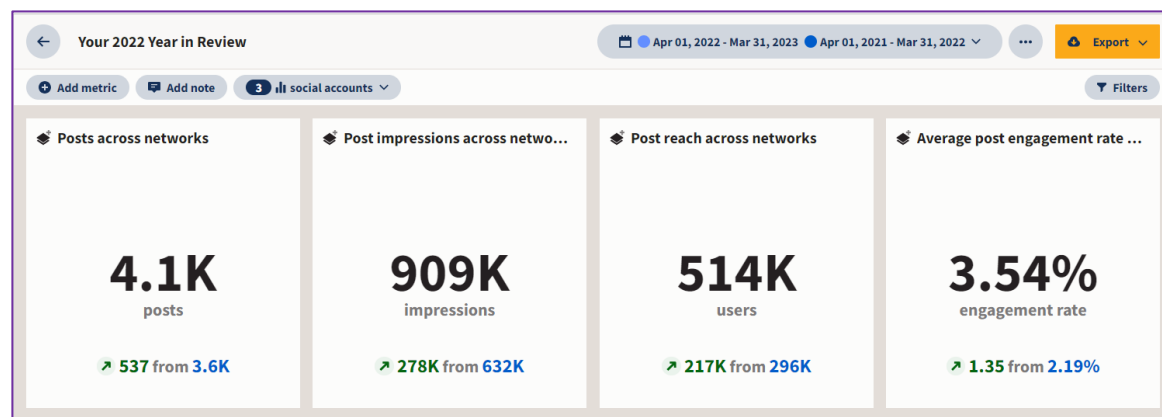 Your 2022 Year in Review
Apr 01, 2022 - Mar 31, 2023 Apr 01, 2021 - Mar 31, 2022
Export
Add metric
Add note
3 social accounts
Filters
Posts across networks
4.1K
posts
537 from 3.6K
Post impressions across netwo...
909K
impressions
278K from 632K
Post reach across networks
514K
users
217K from 296K
Average post engagement rate ...
3.54%
engagement rate
1.35 from 2.19%